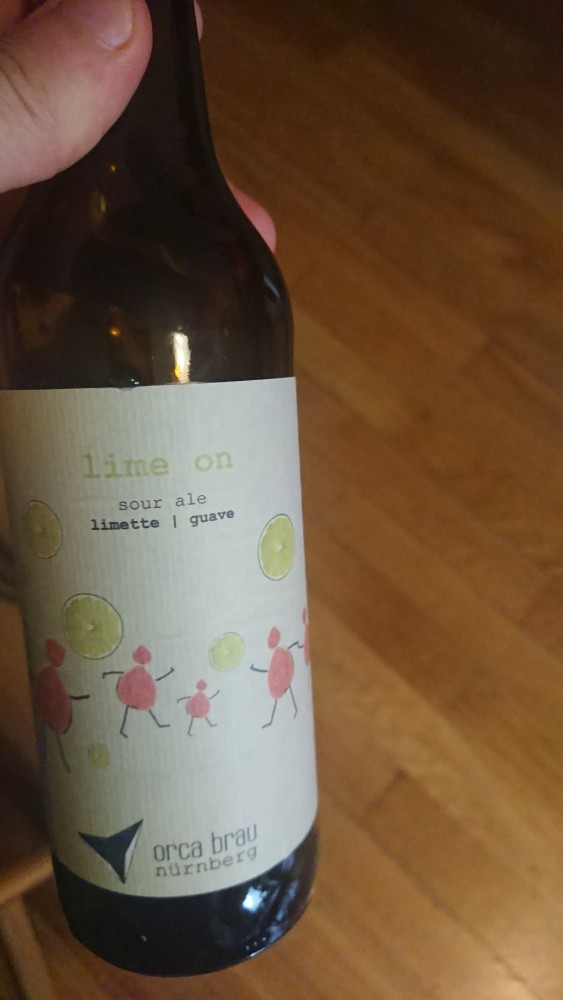 lime on
sour ale
limette | guave
orca brau
nürnberg